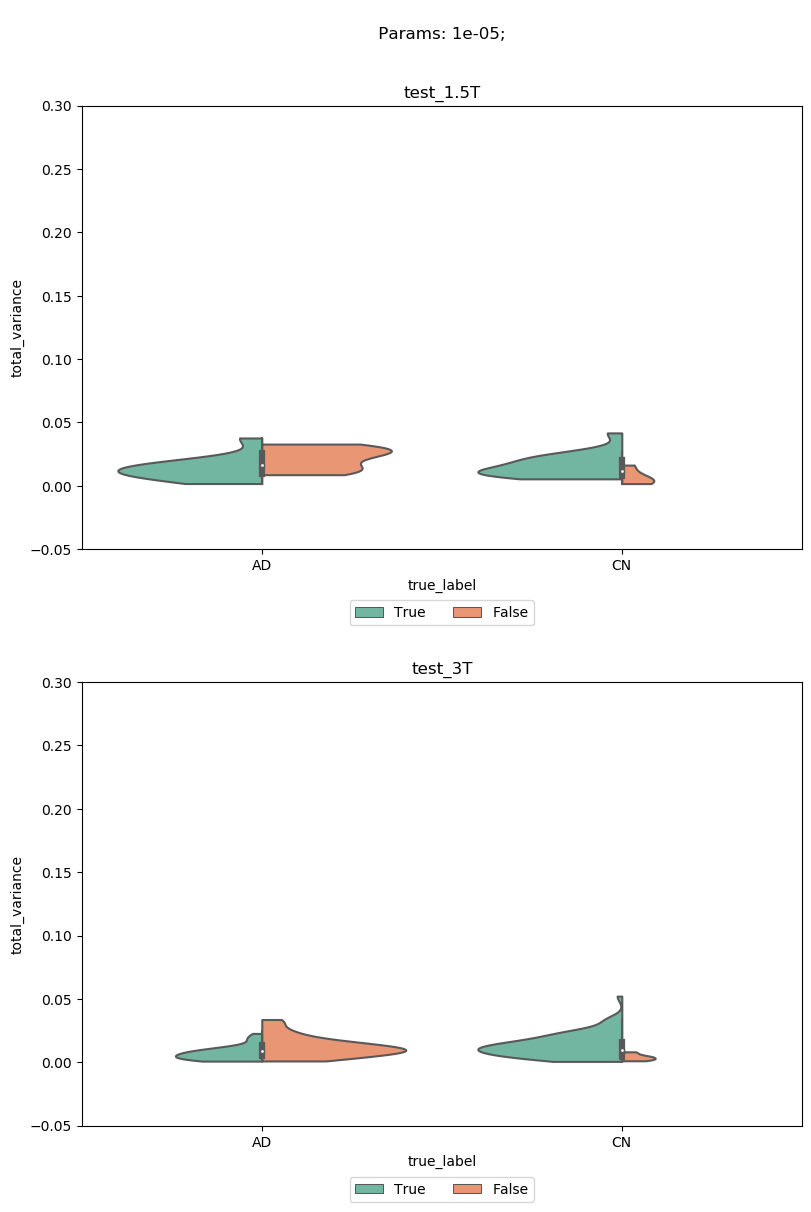 Params: 1e-05;
test_1.5T
0.30
0.25
0.20
0.15
0.10
0.05
0.00
−0.05
total_variance
AD CN
true_label
True False
test_3T
0.30
0.25
0.20
0.15
0.10
0.05
0.00
−0.05
total_variance
AD CN
true_label
True False